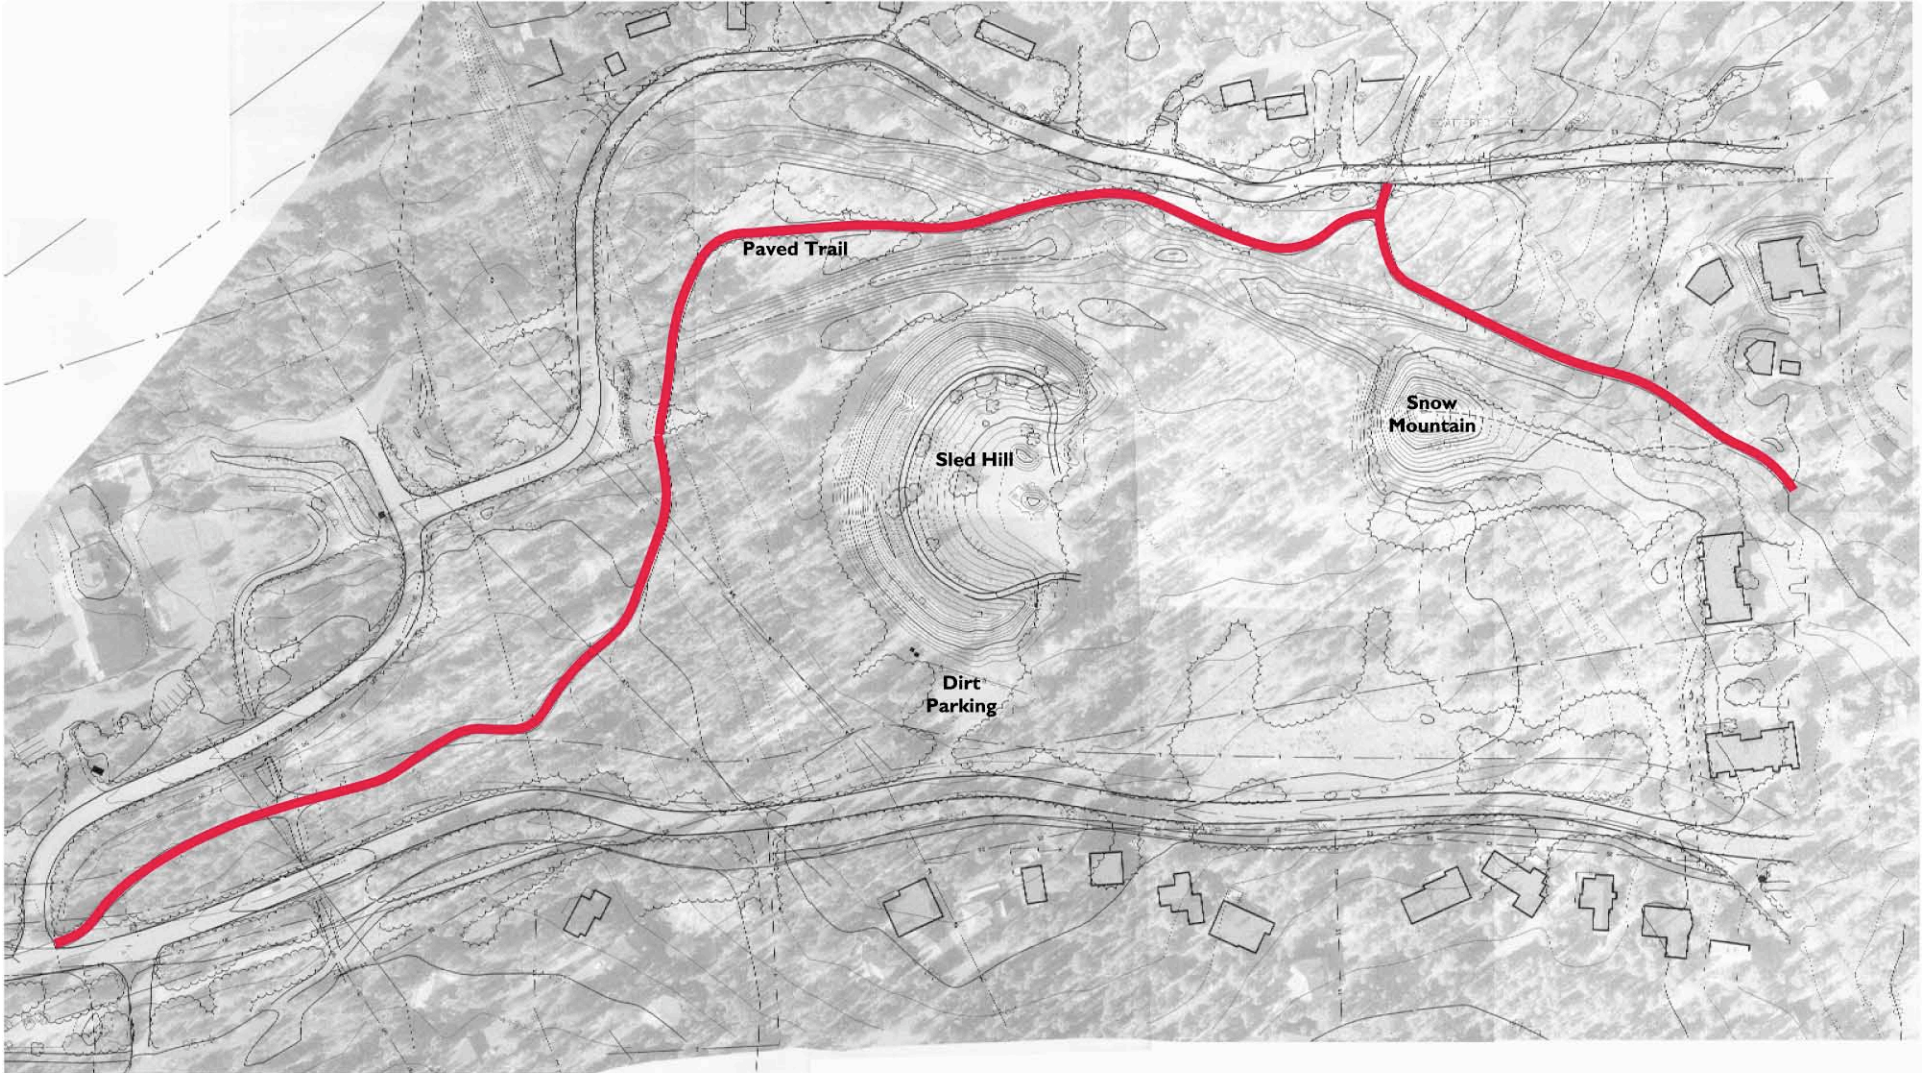 Paved Trail
Snow
Mountain
Sled Hill
Dirt
Parking